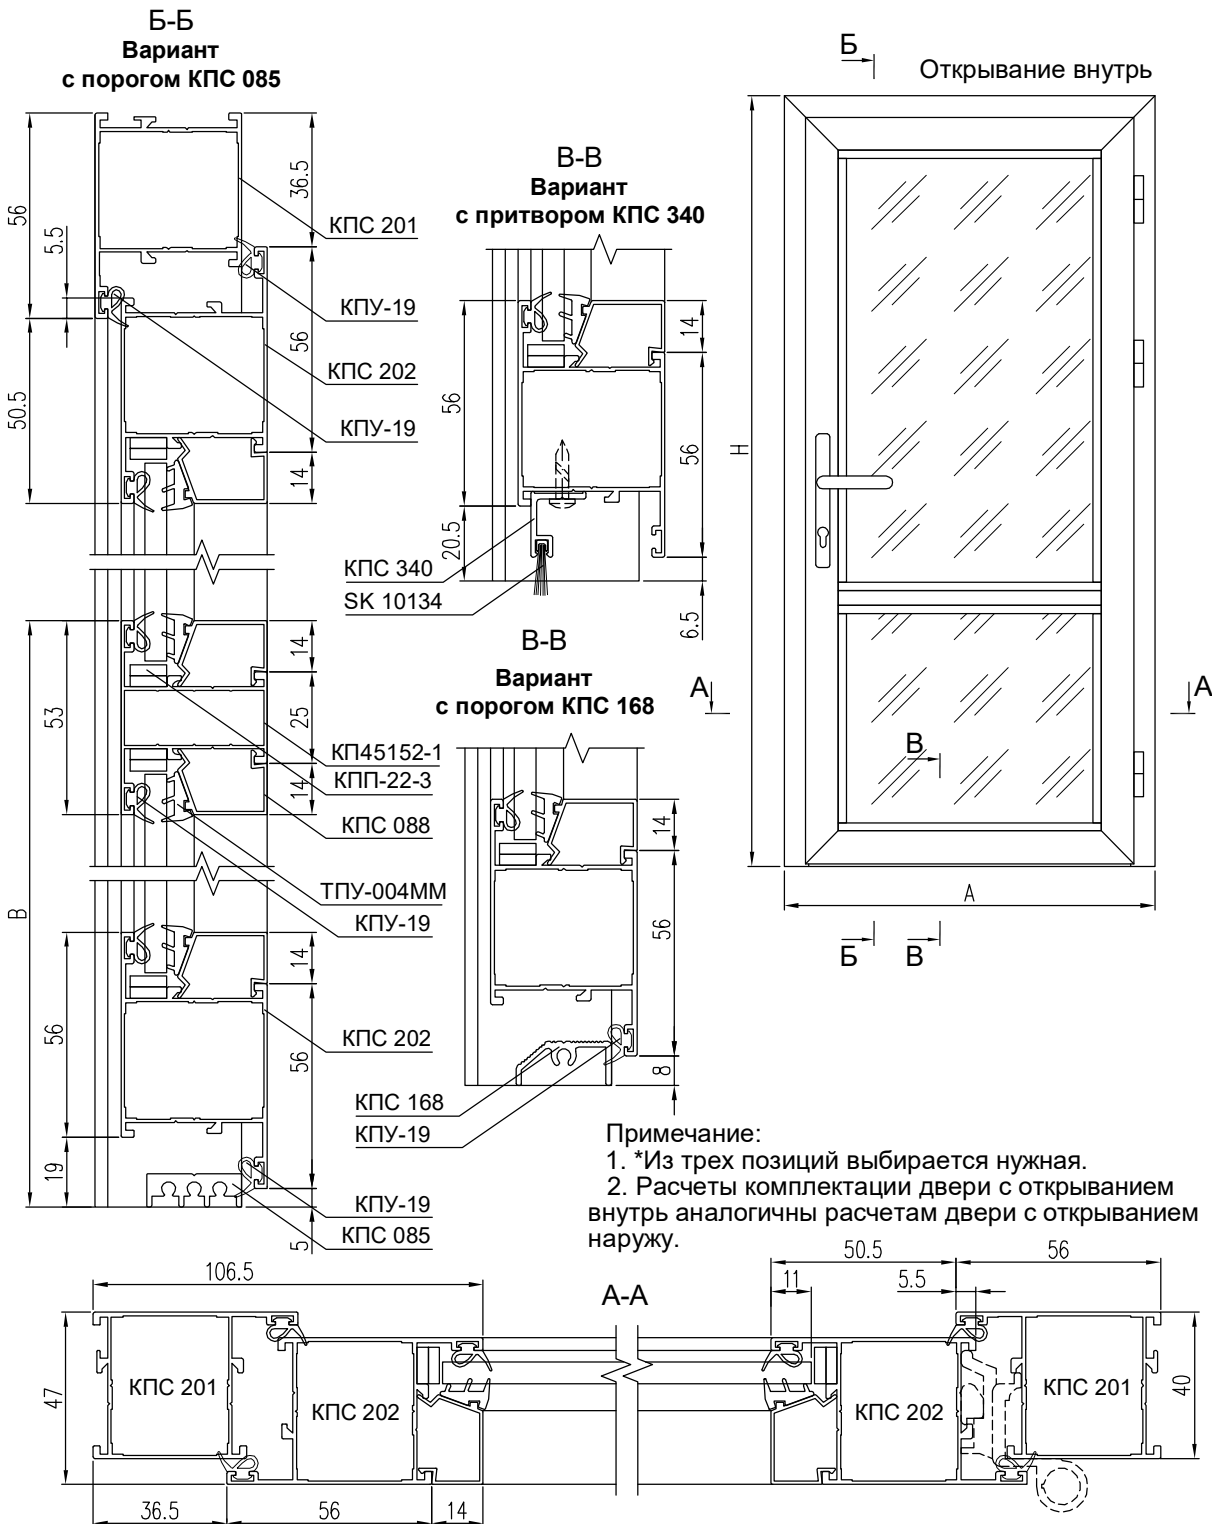 Б-Б
Вариант
с порогом КПС 085
56
5.5
50.5
36.5
56
14
КПС 201
КПУ-19
КПС 202
КПУ-19
В-В
Вариант
с притвором КПС 340
56
20.5
14
56
6.5
КПС 340
SK 10134
Б
Открывание внутрь
H
А
А
В
A
Б
В
B
53
14
25
14
КП45152-1
КПП-22-3
КПС 088
ТПУ-004ММ
КПУ-19
56
19
14
56
5
КПС 202
КПУ-19
КПС 085
В-В
Вариант
с порогом КПС 168
14
56
8
КПС 168
КПУ-19
Примечание:
1. *Из трех позиций выбирается нужная.
2. Расчеты комплектации двери с открыванием
внутрь аналогичны расчетам двери с открыванием
наружу.
А-А
106.5
50.5
56
11
5.5
47
КПС 201
КПС 202
КПС 202
КПС 201
40
36.5
56
14